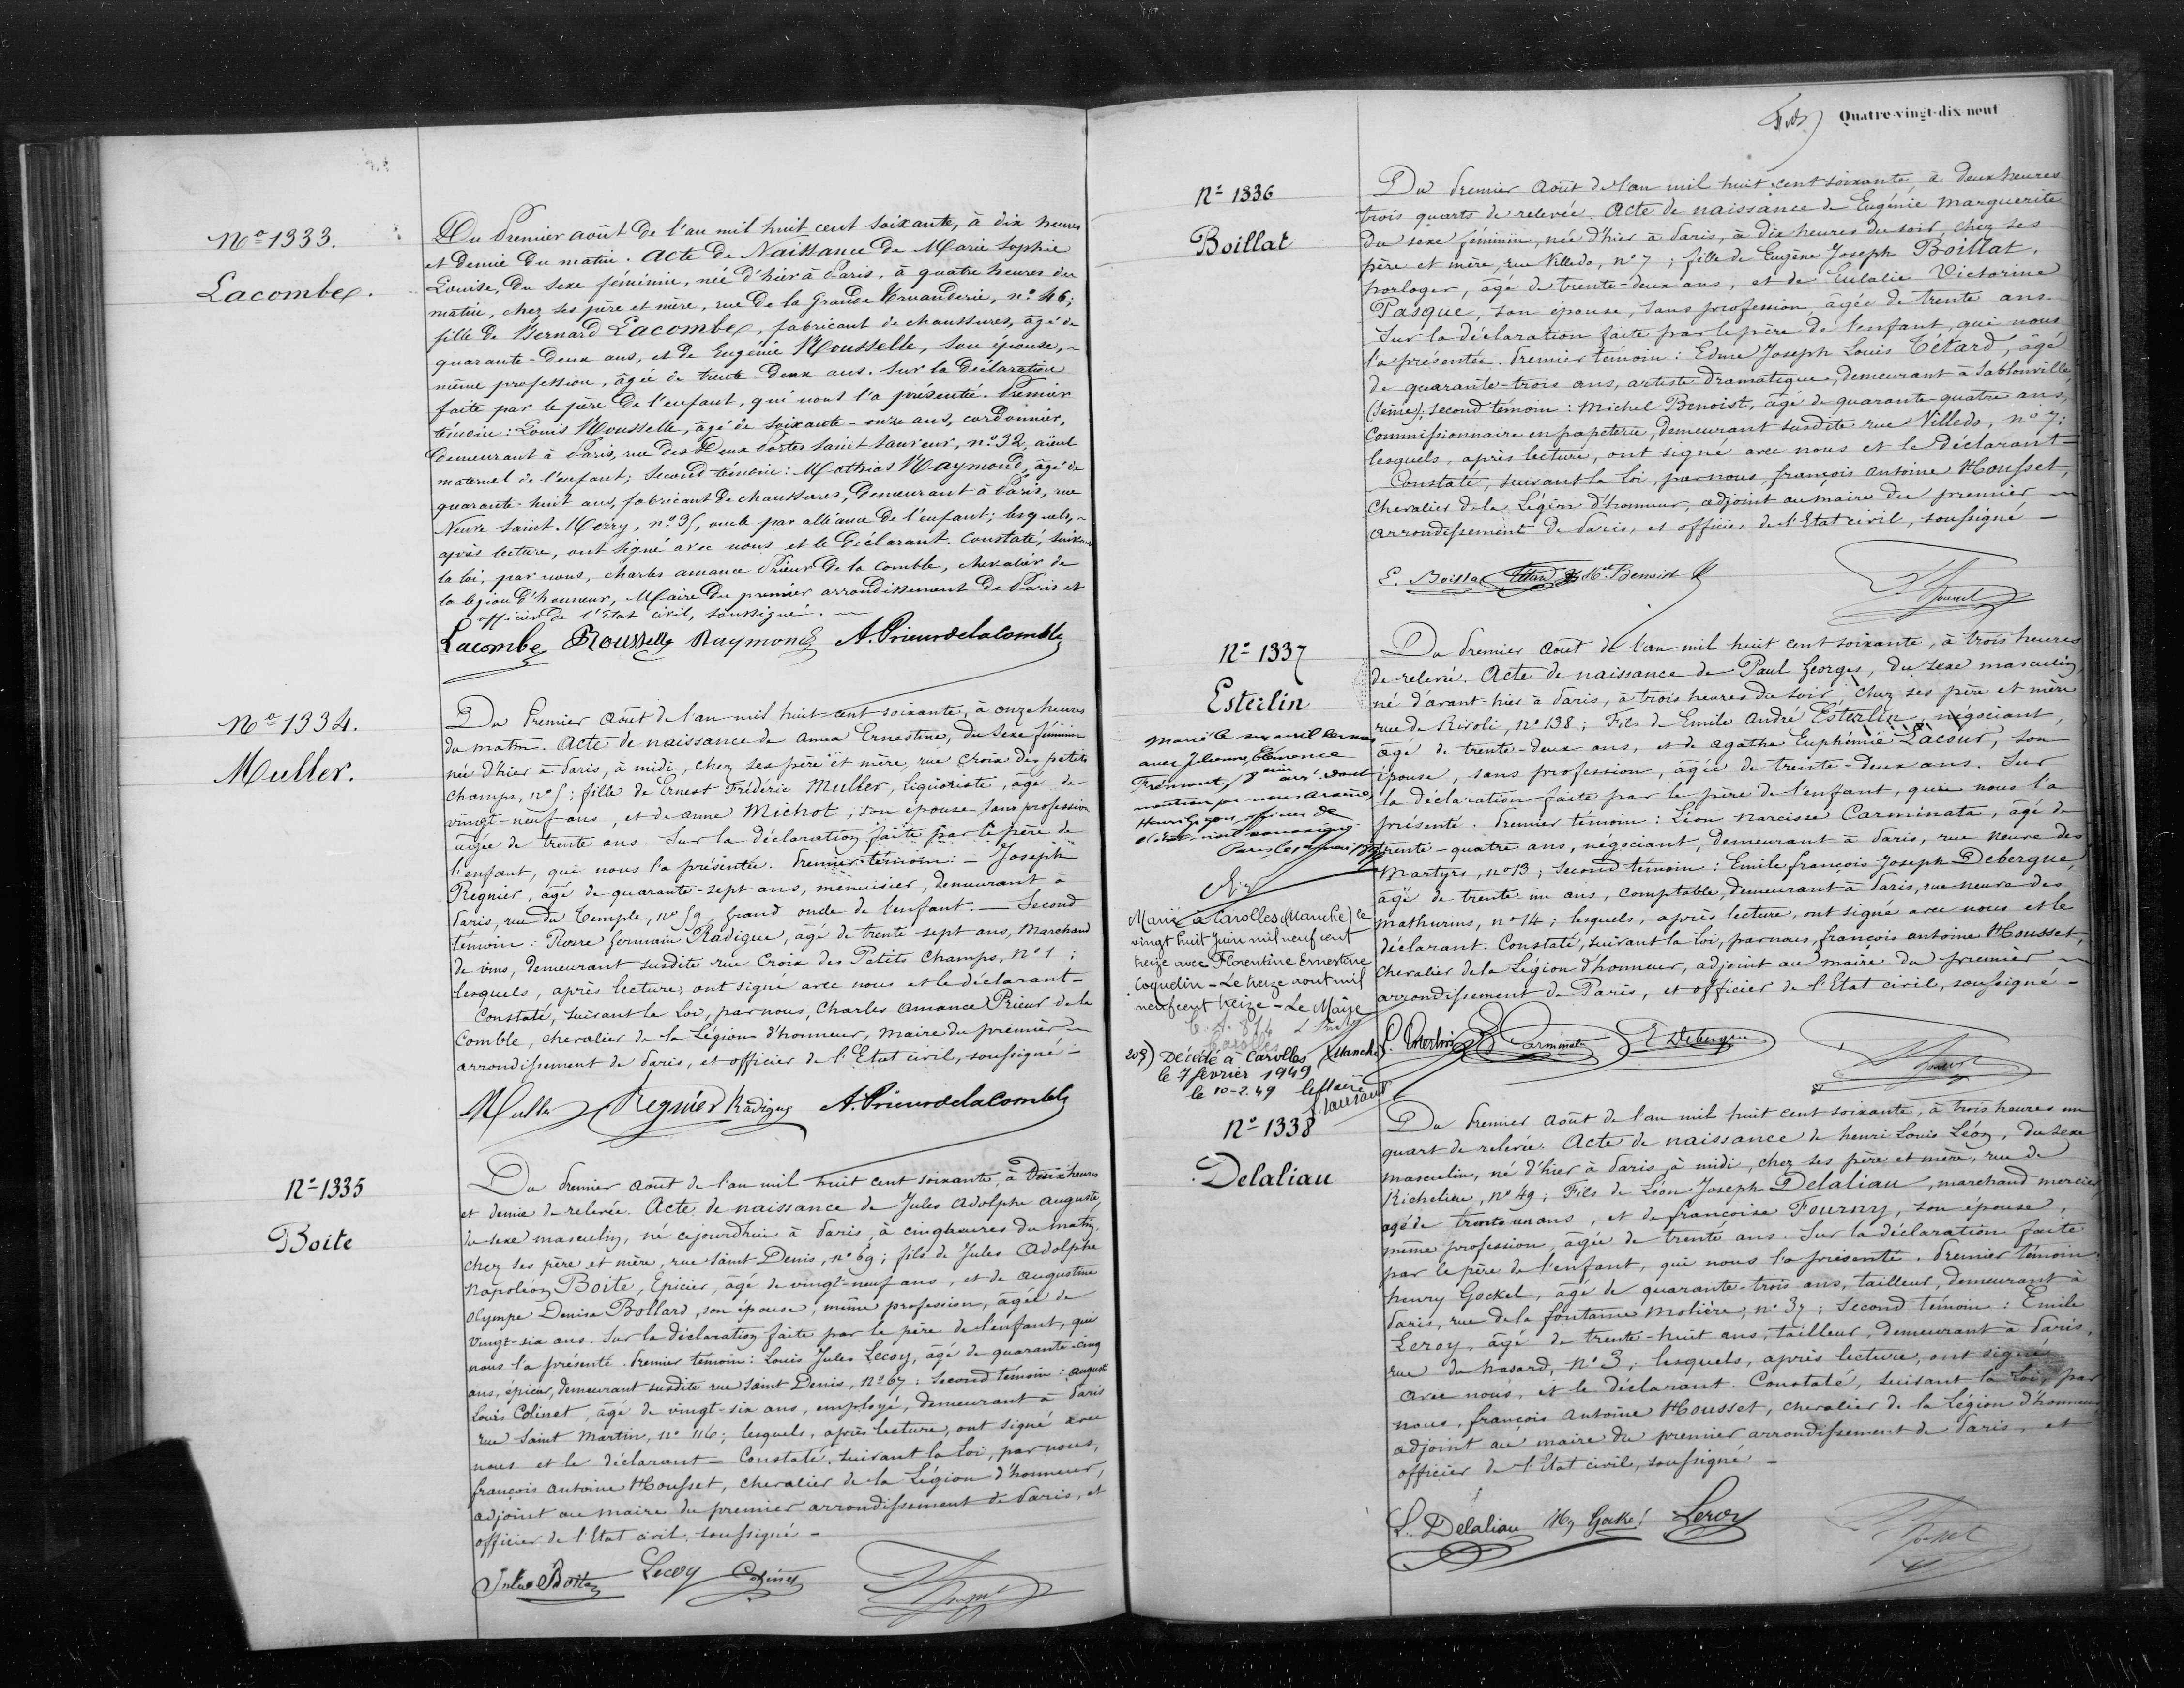 Nº 1333.
Lacombe.
Du Premier août de l'an mil huit cent soixante, à dix heures
et demie du matin. Acte de Naissance de Marie Sophie
Louise, du sexe féminin, née d'hier à Paris, à quatre heures du
matin, chez ses père et mère, rue de la Grande Truanderie, nº 46;
fille de Bernard Lacombe, fabricant de chaussures, âgé de
quarante-deux ans, et de Eugénie Rousselle, son épouse,
même profession, âgée de trente-deux ans. Sur la déclaration
faite par le père de l'enfant, qui nous l'a présenté. Premier
témoin: Louis Rousselle, âgé de soixante-onze ans, cordonnier,
demeurant à Paris, rue des Deux Portes Saint Sauveur, nº 32, aïeul
maternel de l'enfant; Second témoin: Mathias Raymond, âgé de
quarante-huit ans, fabricant de chaussures, demeurant à Paris, rue
Neuve Saint Merry, nº 35, oncle par alliance de l'enfant; lesquels,
après lecture, ont signé avec nous et le déclarant. Constaté, suivant
la loi, par nous, Charles Amance Prieur de la Comble, chevalier de
la légion d'honneur, Maire du premier arrondissement de Paris et
officier de l'Etat civil, soussigné.
Lacombe Rousselle Raymond A. Prieur de la Comble
Nº 1334.
Muller.
Du Premier Août de l'an mil huit cent soixante, à onze heures
du matin. Acte de naissance de Anna Ernestine, du sexe féminin
née d'hier à Paris, à midi, chez ses père et mère, rue Croix des petits
Champs, nº 5; fille de Ernest Frédéric Muller, liquoriste, âgé de
vingt-neuf ans, et de Anne Michot, son épouse, sans profession
âgée de trente ans. Sur la déclaration faite par le père de
l'enfant, qui nous l'a présentée. Premier témoin: Joseph
Regnier, âgé de quarante-sept ans, menuisier, demeurant à
Paris, rue du Temple, nº 59, grand oncle de l'enfant. Second
témoin: Pierre Germain Radigue, âgé de trente-sept ans, Marchand
de vins, demeurant susdite rue Croix des Petits Champs, Nº 1;
lesquels, après lecture, ont signé avec nous et le déclarant-
Constaté, suivant la Loi, par nous, Charles Amance Prieur de la
Comble, chevalier de la Légion d'honneur, maire du premier
arrondissement de Paris, et officier de l'Etat civil, soussigné-
Muller Regnier Radigue A. Prieur de la Comble
Nº 1335
Boite
Du Premier Août de l'an mil huit cent soixante, à Deux heures
et demie de relevée. Acte de naissance de Jules Adolphe Auguste,
du sexe masculin, né cejourd'hui à Paris, à cinq heures du matin.
chez ses père et mère, rue Saint Denis, nº 69; fils de Jules Adolphe
Napoléon Boite, Epicier, âgé de vingt-neuf ans, et de Augustine
Olympe Denise Bollard, son épouse, même profession, âgée de
vingt-six ans. Sur la déclaration faite par le père de l'enfant, qui
nous l'a présenté. Premier témoin: Louis Jules Lecoy, âgé de quarante-cinq
ans, épicier, demeurant susdite rue Saint Denis, Nº 67: Second témoin: Auguste
Louis Colinet, âgé de vingt-six ans, employé, demeurant à Paris
rue Saint Martin, nº 116; lesquels, après lecture, ont signé avec
nous et le déclarant- Constaté, suivant la Loi, par nous,
françois Antoine Housset, chevalier de la Légion d'honneur,
adjoint au maire du premier arrondissement de Paris, et
officier de l'Etat civil, soussigné-
Jules Boite Lecoy Colinet
Quatre-vingt-dix-neuf
Nº 1336
Boillat
Du Premier Août de l'an mil huit cent soixante, à deux heures
trois quarts de relevée. Acte de naissance de Eugénie Marguerite
du sexe féminin, née d'hier à Paris, à dix heures du soir, chez ses
père et mère, rue Villedo, nº 7; fille de Eugène Joseph Boillat,
horloger, âgé de trente-deux ans, et de Eulalie Victorine
Pasque, son épouse, sans profession, âgée de trente ans.
Sur la déclaration faite par le père de l'enfant, qui nous
l'a présentée. Premier témoin: Edme Joseph Louis Tétard, âgé
de quarante-trois ans, artiste dramatique, demeurant à Sablonville
(Seine); second témoin: Michel Benoist, âgé de quarante-quatre ans,
Commissionnaire en papeterie, demeurant susdite rue Villedo, nº 7;
lesquels, après lecture, ont signé avec nous et le déclarant-
Constaté, suivant la Loi, par nous, françois Antoine Housset,
Chevalier de la Légion d'honneur, adjoint au maire du premier
arrondissement de Paris, et officier de l'Etat civil, soussigné-
E. Boillat Tétard Benoist
Nº 1337
Esterlin
Du Premier Août de l'an mil huit cent soixante, à trois heures
de relevée. Acte de naissance de Paul Georges, du sexe masculin,
né d'avant-hier à Paris, à trois heures du soir, chez ses père et mère
rue de Rivoli, Nº 138; Fils de Emile André Esterlin, négociant,
âgé de trente-deux ans, et de Agathe Euphémie Lacour, son
épouse, sans profession, âgée de trente-deux ans. Sur
la déclaration faite par le père de l'enfant, qui nous l'a
présenté. Premier témoin: Léon Narcisse Carminata, âgé de
trente-quatre ans, négociant, demeurant à Paris, rue neuve des
Martyrs, nº 13; Second témoin: Emile françois Joseph Debergue,
âgé de trente-un ans, Comptable, demeurant à Paris, rue neuve des
mathurins, nº 14; lesquels, après lecture, ont signé avec nous et le
déclarant. Constaté, suivant la Loi, par nous, françois Antoine Housset,
chevalier de la Légion d'honneur, adjoint au maire du premier
arrondissement de Paris, et officier de l'Etat civil, soussigné-
E. Esterlin Carminata E Debergue
Marié le avril
avec Clémence
Frémont, arrt. dont
mention par nous
officier de
l'état civil soussigné
Paris le mai
Marié à Carolles (Manche) le
vingt huit Juin mil neuf cent
treize avec Florentine Ernestine
Coquelin - Le treize aout mil
neuf cent treize - Le Maire
Carolles
Décédé à Carolles (Manche)
le 7 février 1949
le 10-2.49 le Maire
Nº 1338
Delaliau
Du Premier Août de l'an mil huit cent soixante, à trois heures un
quart de relevée. Acte de naissance de henri Louis Léon, du sexe
masculin, né d'hier à Paris, à midi, chez ses père et mère, rue de
Richelieu, nº 49; Fils de Léon Joseph Delaliau, marchand mercier
âgé de trente un ans, et de françoise Fourny, son épouse,
même profession, âgée de trente ans. Sur la déclaration faite
par le père de l'enfant, qui nous l'a présenté. Premier témoin:
henry Gockel, âgé de quarante-trois ans, tailleur, demeurant à
Paris, rue de la fontaine Molière, nº 37; Second témoin: Emile
Leroy, âgé de trente-huit ans, tailleur, demeurant à Paris,
rue du hasard, Nº 3; lesquels, après lecture, ont signé
avec nous, et le déclarant. Constaté, suivant la Loi, par
nous, françois Antoine Housset, chevalier de la Légion d'honneur
adjoint au maire du premier arrondissement de Paris, et
officier de l'Etat civil, soussigné-
L. Delaliau Hy Gockel Leroy